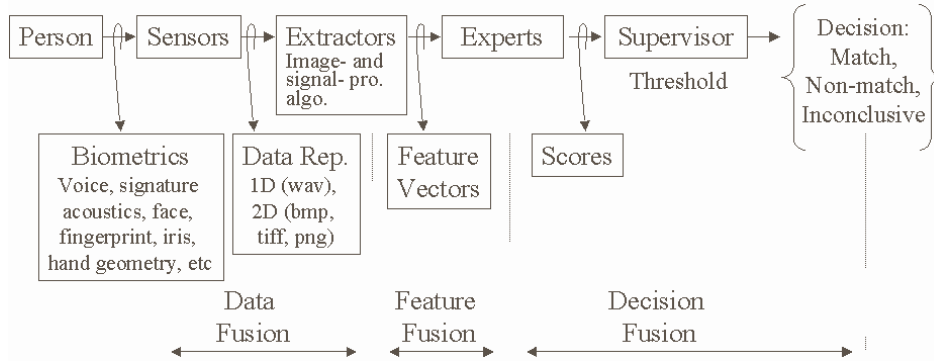 Person
Sensors
Extractors
Image- and
signal- pro.
algo.
Experts
Supervisor
Threshold
Decision:
Match,
Non-match,
Inconclusive
Biometrics
Voice, signature
acoustics, face,
fingerprint, iris,
hand geometry, etc
Data Rep.
1D (wav),
2D (bmp,
tiff, png)
Feature
Vectors
Scores
Data
Fusion
Feature
Fusion
Decision
Fusion